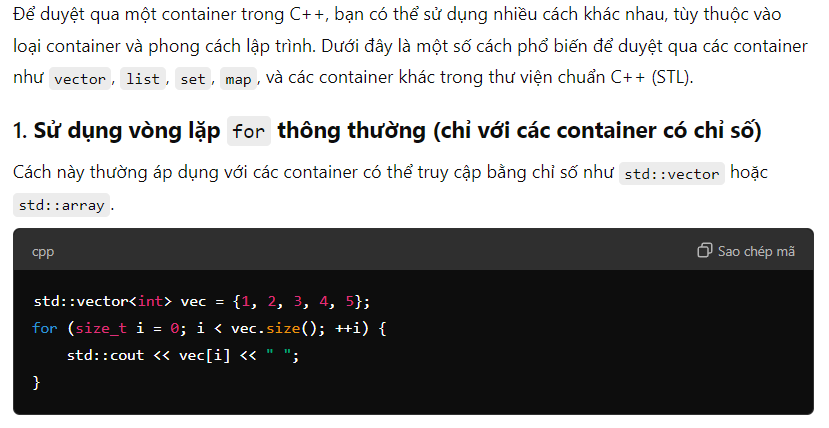 Để duyệt qua một container trong C++, bạn có thể sử dụng nhiều cách khác nhau, tùy thuộc vào
loại container và phong cách lập trình. Dưới đây là một số cách phổ biến để duyệt qua các container
như vector, list, set, map, và các container khác trong thư viện chuẩn C++ (STL).
1. Sử dụng vòng lặp for thông thường (chỉ với các container có chỉ số)
Cách này thường áp dụng với các container có thể truy cập bằng chỉ số như std::vector hoặc
std::array.
cpp Sao chép mã
std::vector<int> vec = {1, 2, 3, 4, 5};
for (size_t i = 0; i < vec.size(); ++i) {
    std::cout << vec[i] << " ";
}